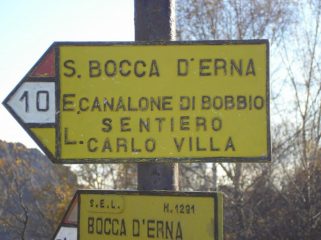 S. BOCCA D'ERNA
10
E. CANALONE DI BOBBIO
SENTIERO
L. CARLO VILLA
S.E.L. H.1291
BOCCA D'ERNA